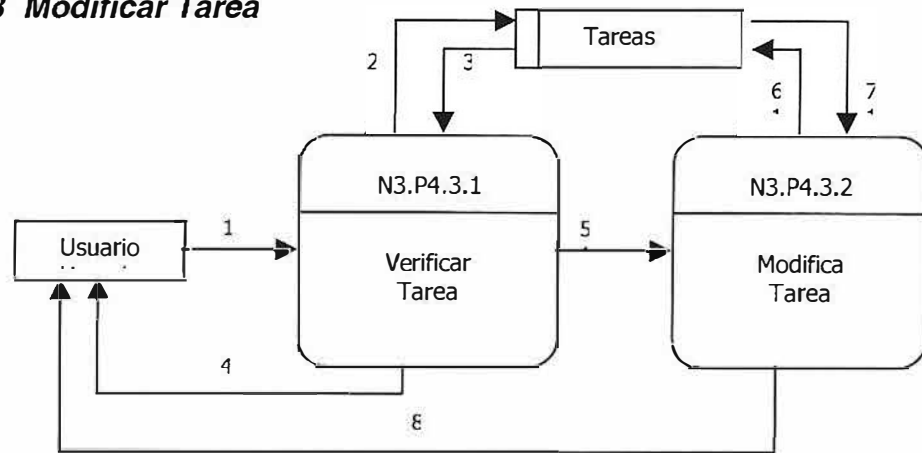 3 Modificar Tarea
Tareas
2
3
6
7
N3.P4.3.1
N3.P4.3.2
1
5
Usuario
Verificar
Tarea
Modifica
Tarea
4
8